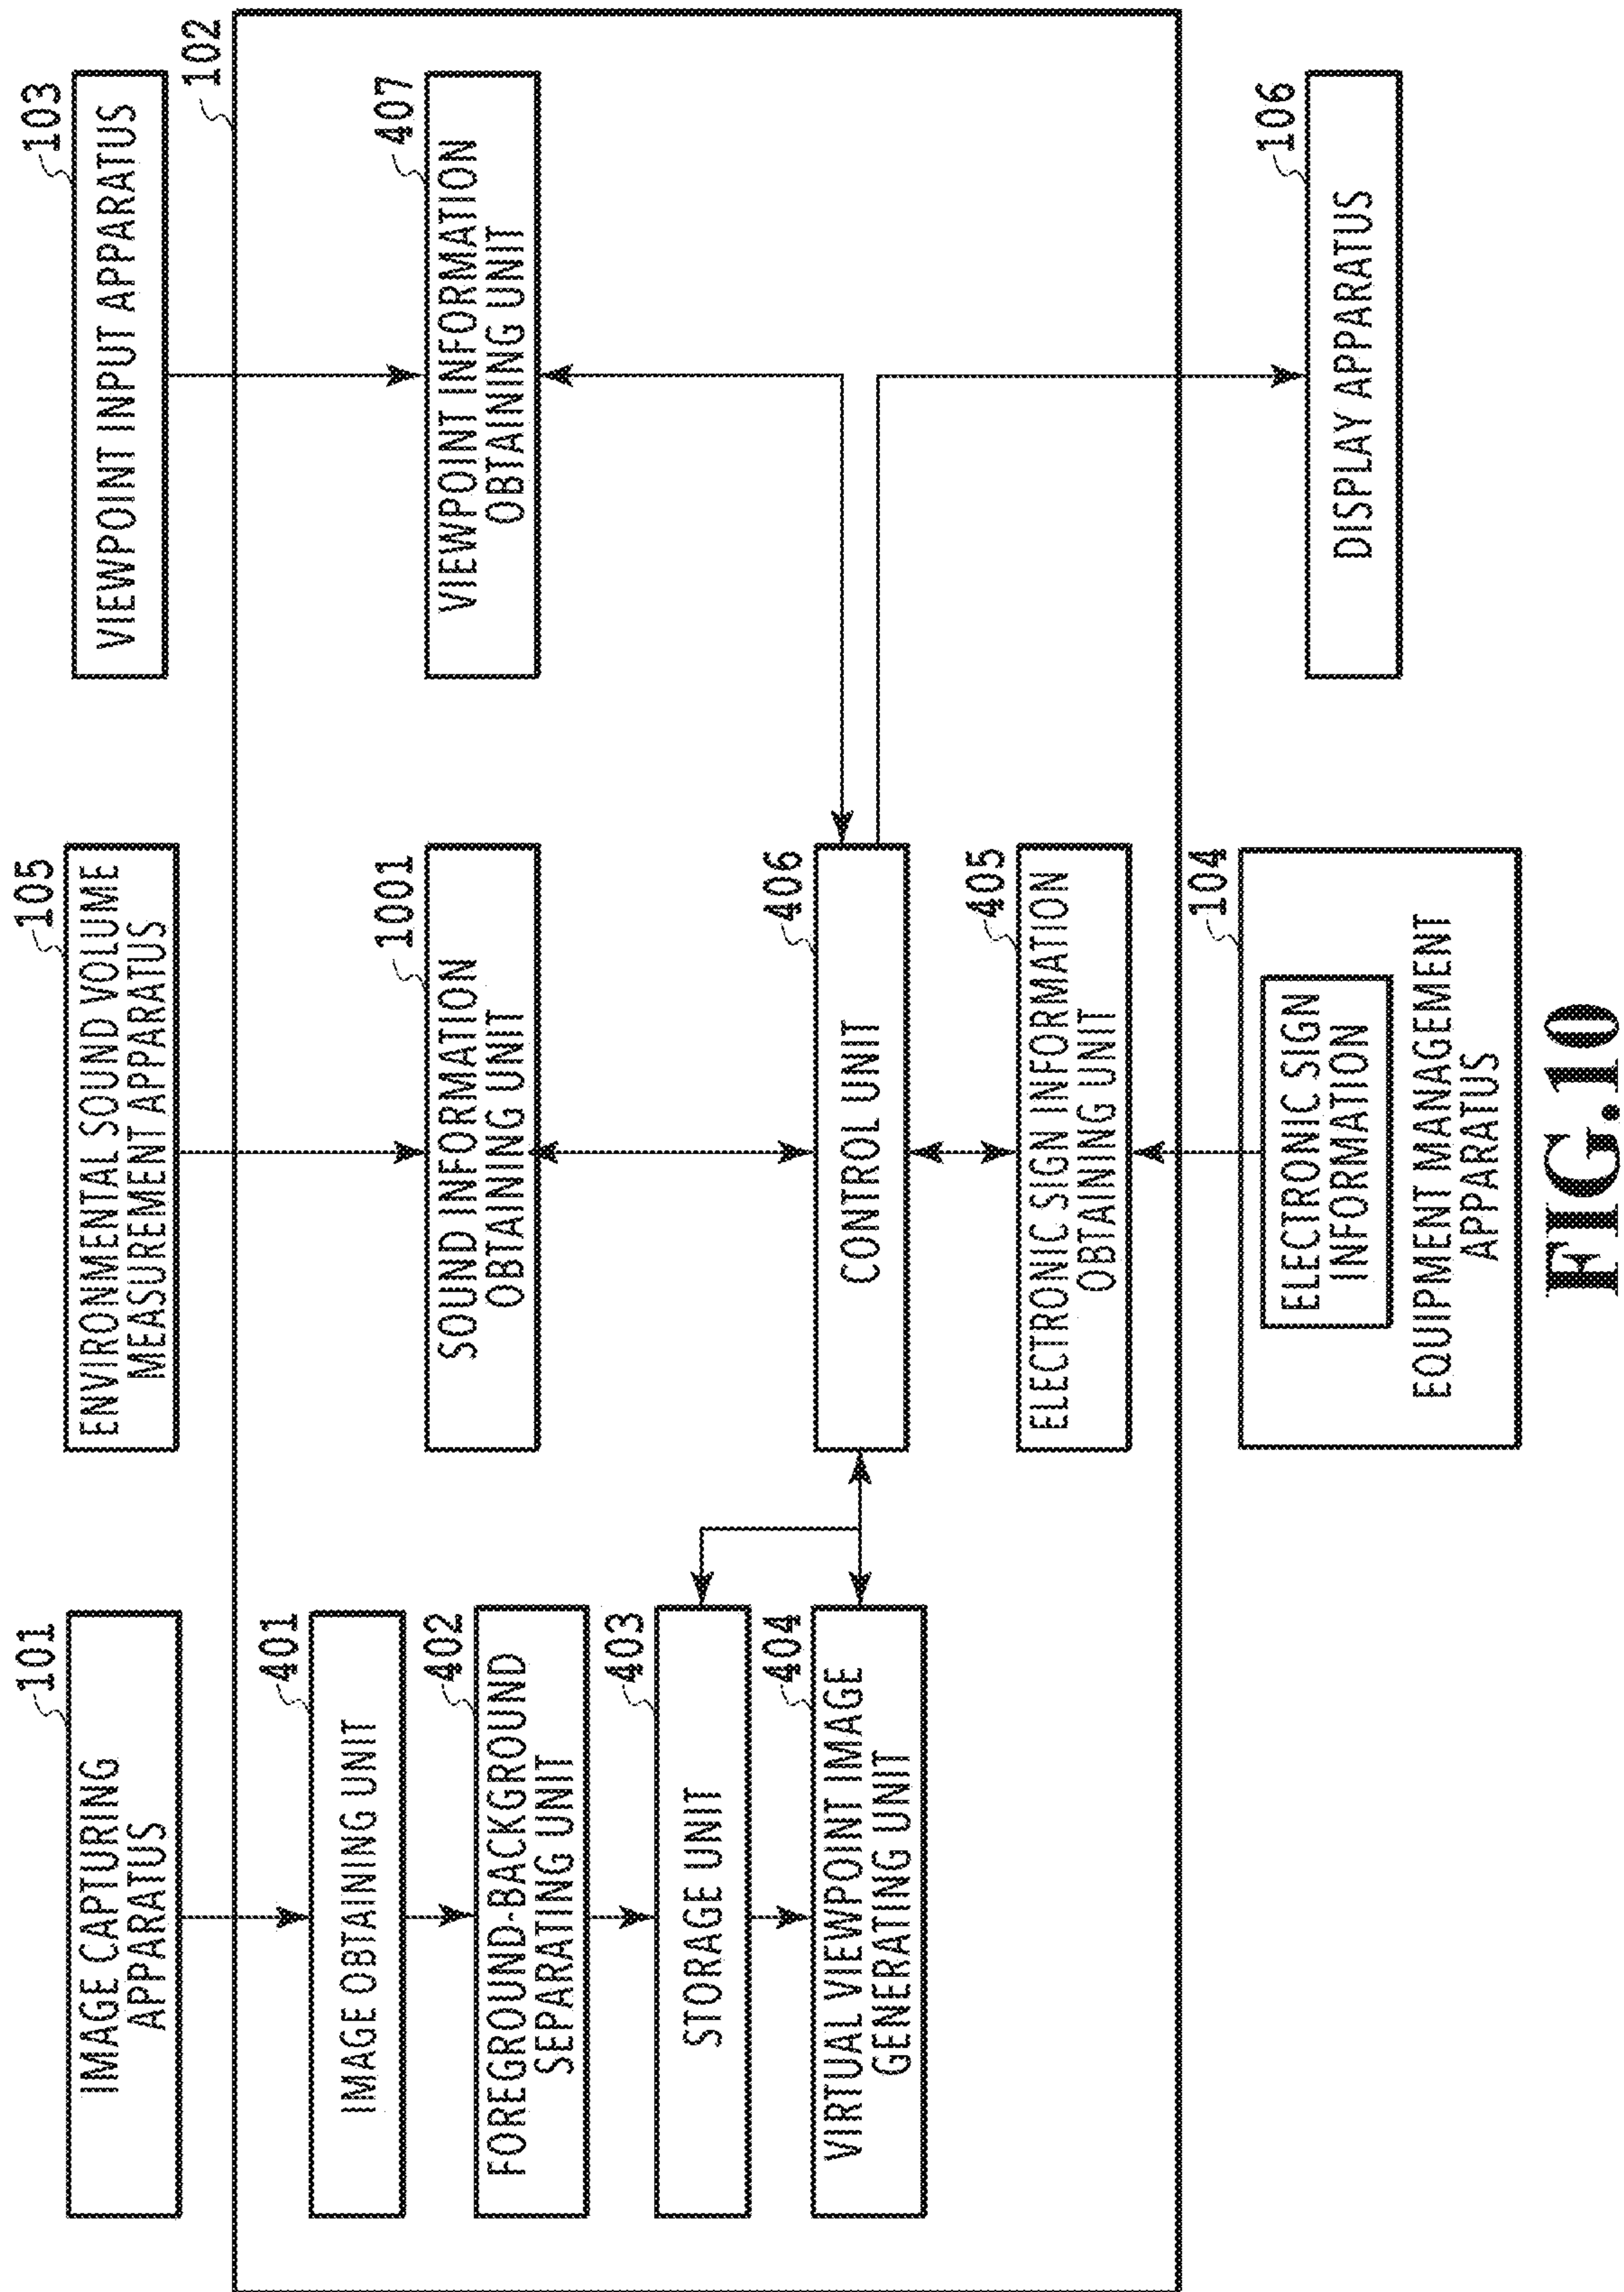 101
IMAGE CAPTURING
APPARATUS
105
ENVIRONMENTAL SOUND VOLUME
MEASUREMENT APPARATUS
103
VIEWPOINT INPUT APPARATUS
102
401
IMAGE OBTAINING UNIT
402
FOREGROUND-BACKGROUND
SEPARATING UNIT
403
STORAGE UNIT
404
VIRTUAL VIEWPOINT IMAGE
GENERATING UNIT
1001
SOUND INFORMATION
OBTAINING UNIT
406
CONTROL UNIT
405
ELECTRONIC SIGN INFORMATION
OBTAINING UNIT
407
VIEWPOINT INFORMATION
OBTAINING UNIT
104
ELECTRONIC SIGN
INFORMATION
EQUIPMENT MANAGEMENT
APPARATUS
106
DISPLAY APPARATUS
FIG.10